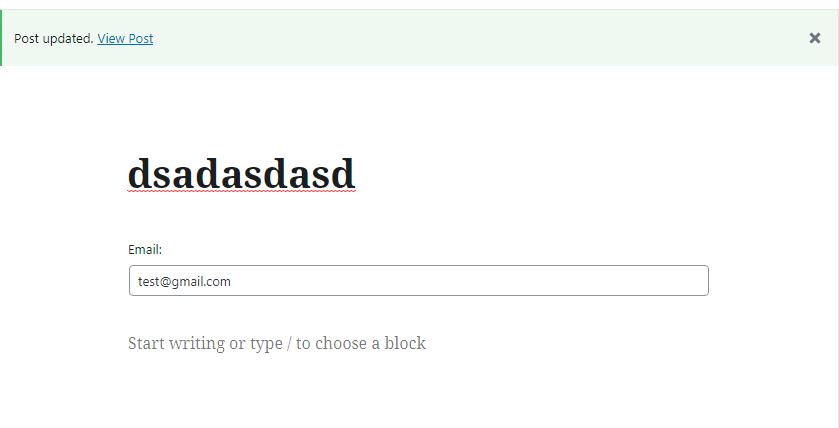 Post updated. View Post
dsadasdasd
Email:
test@gmail.com
Start writing or type / to choose a block